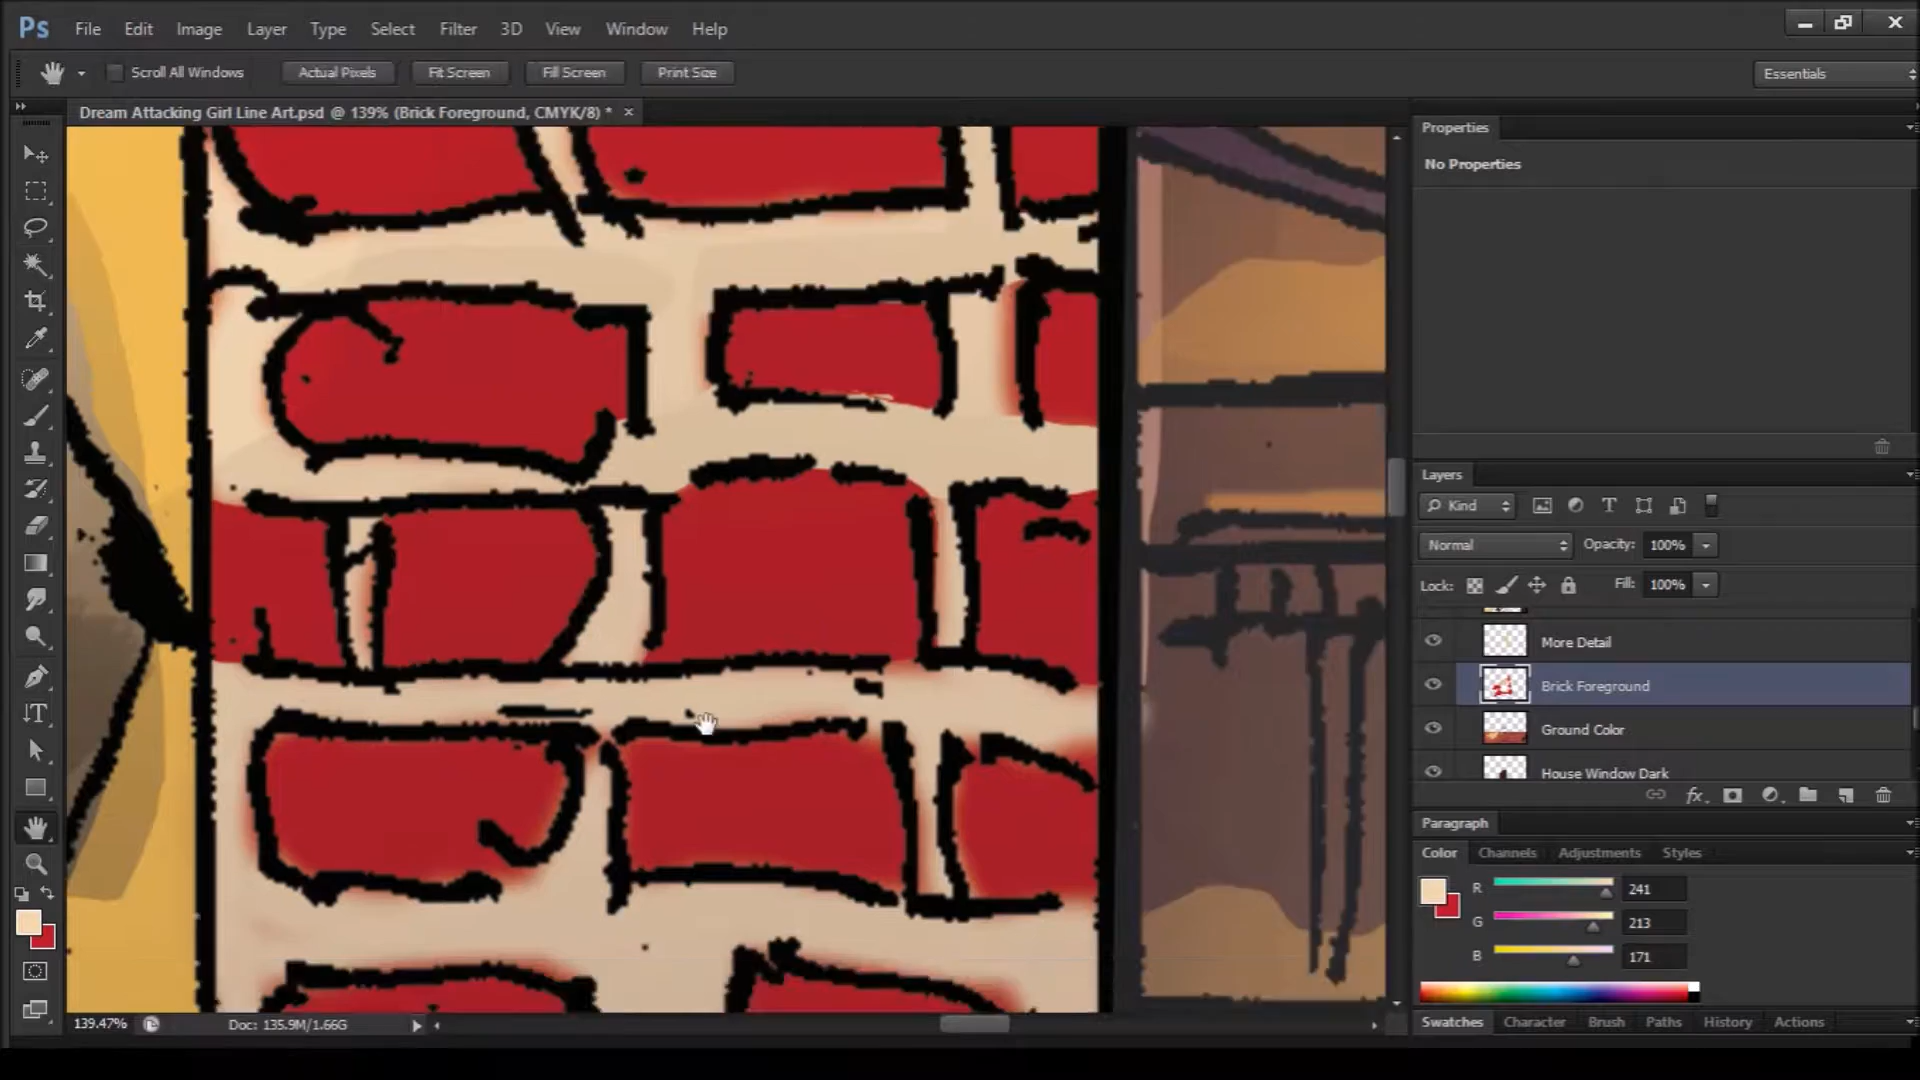 Ps File Edit Image Layer Type Select Filter 3D View Window Help
Scroll All Windows Actual Pixels Fit Screen Fill Screen Print Size Essentials
Dream Attacking Girl Line Art.psd @ 139% (Brick Foreground, CMYK/8) * ×
Properties
No Properties
Layers
Kind
Normal Opacity: 100%
Lock: Fill: 100%
More Detail
Brick Foreground
Ground Color
House Window Dark
fx.
Paragraph
Color Channels Adjustments Styles
R 241
G 213
B 171
139.47% Doc: 135.9M/1.66G
Swatches Character Brush Paths History Actions